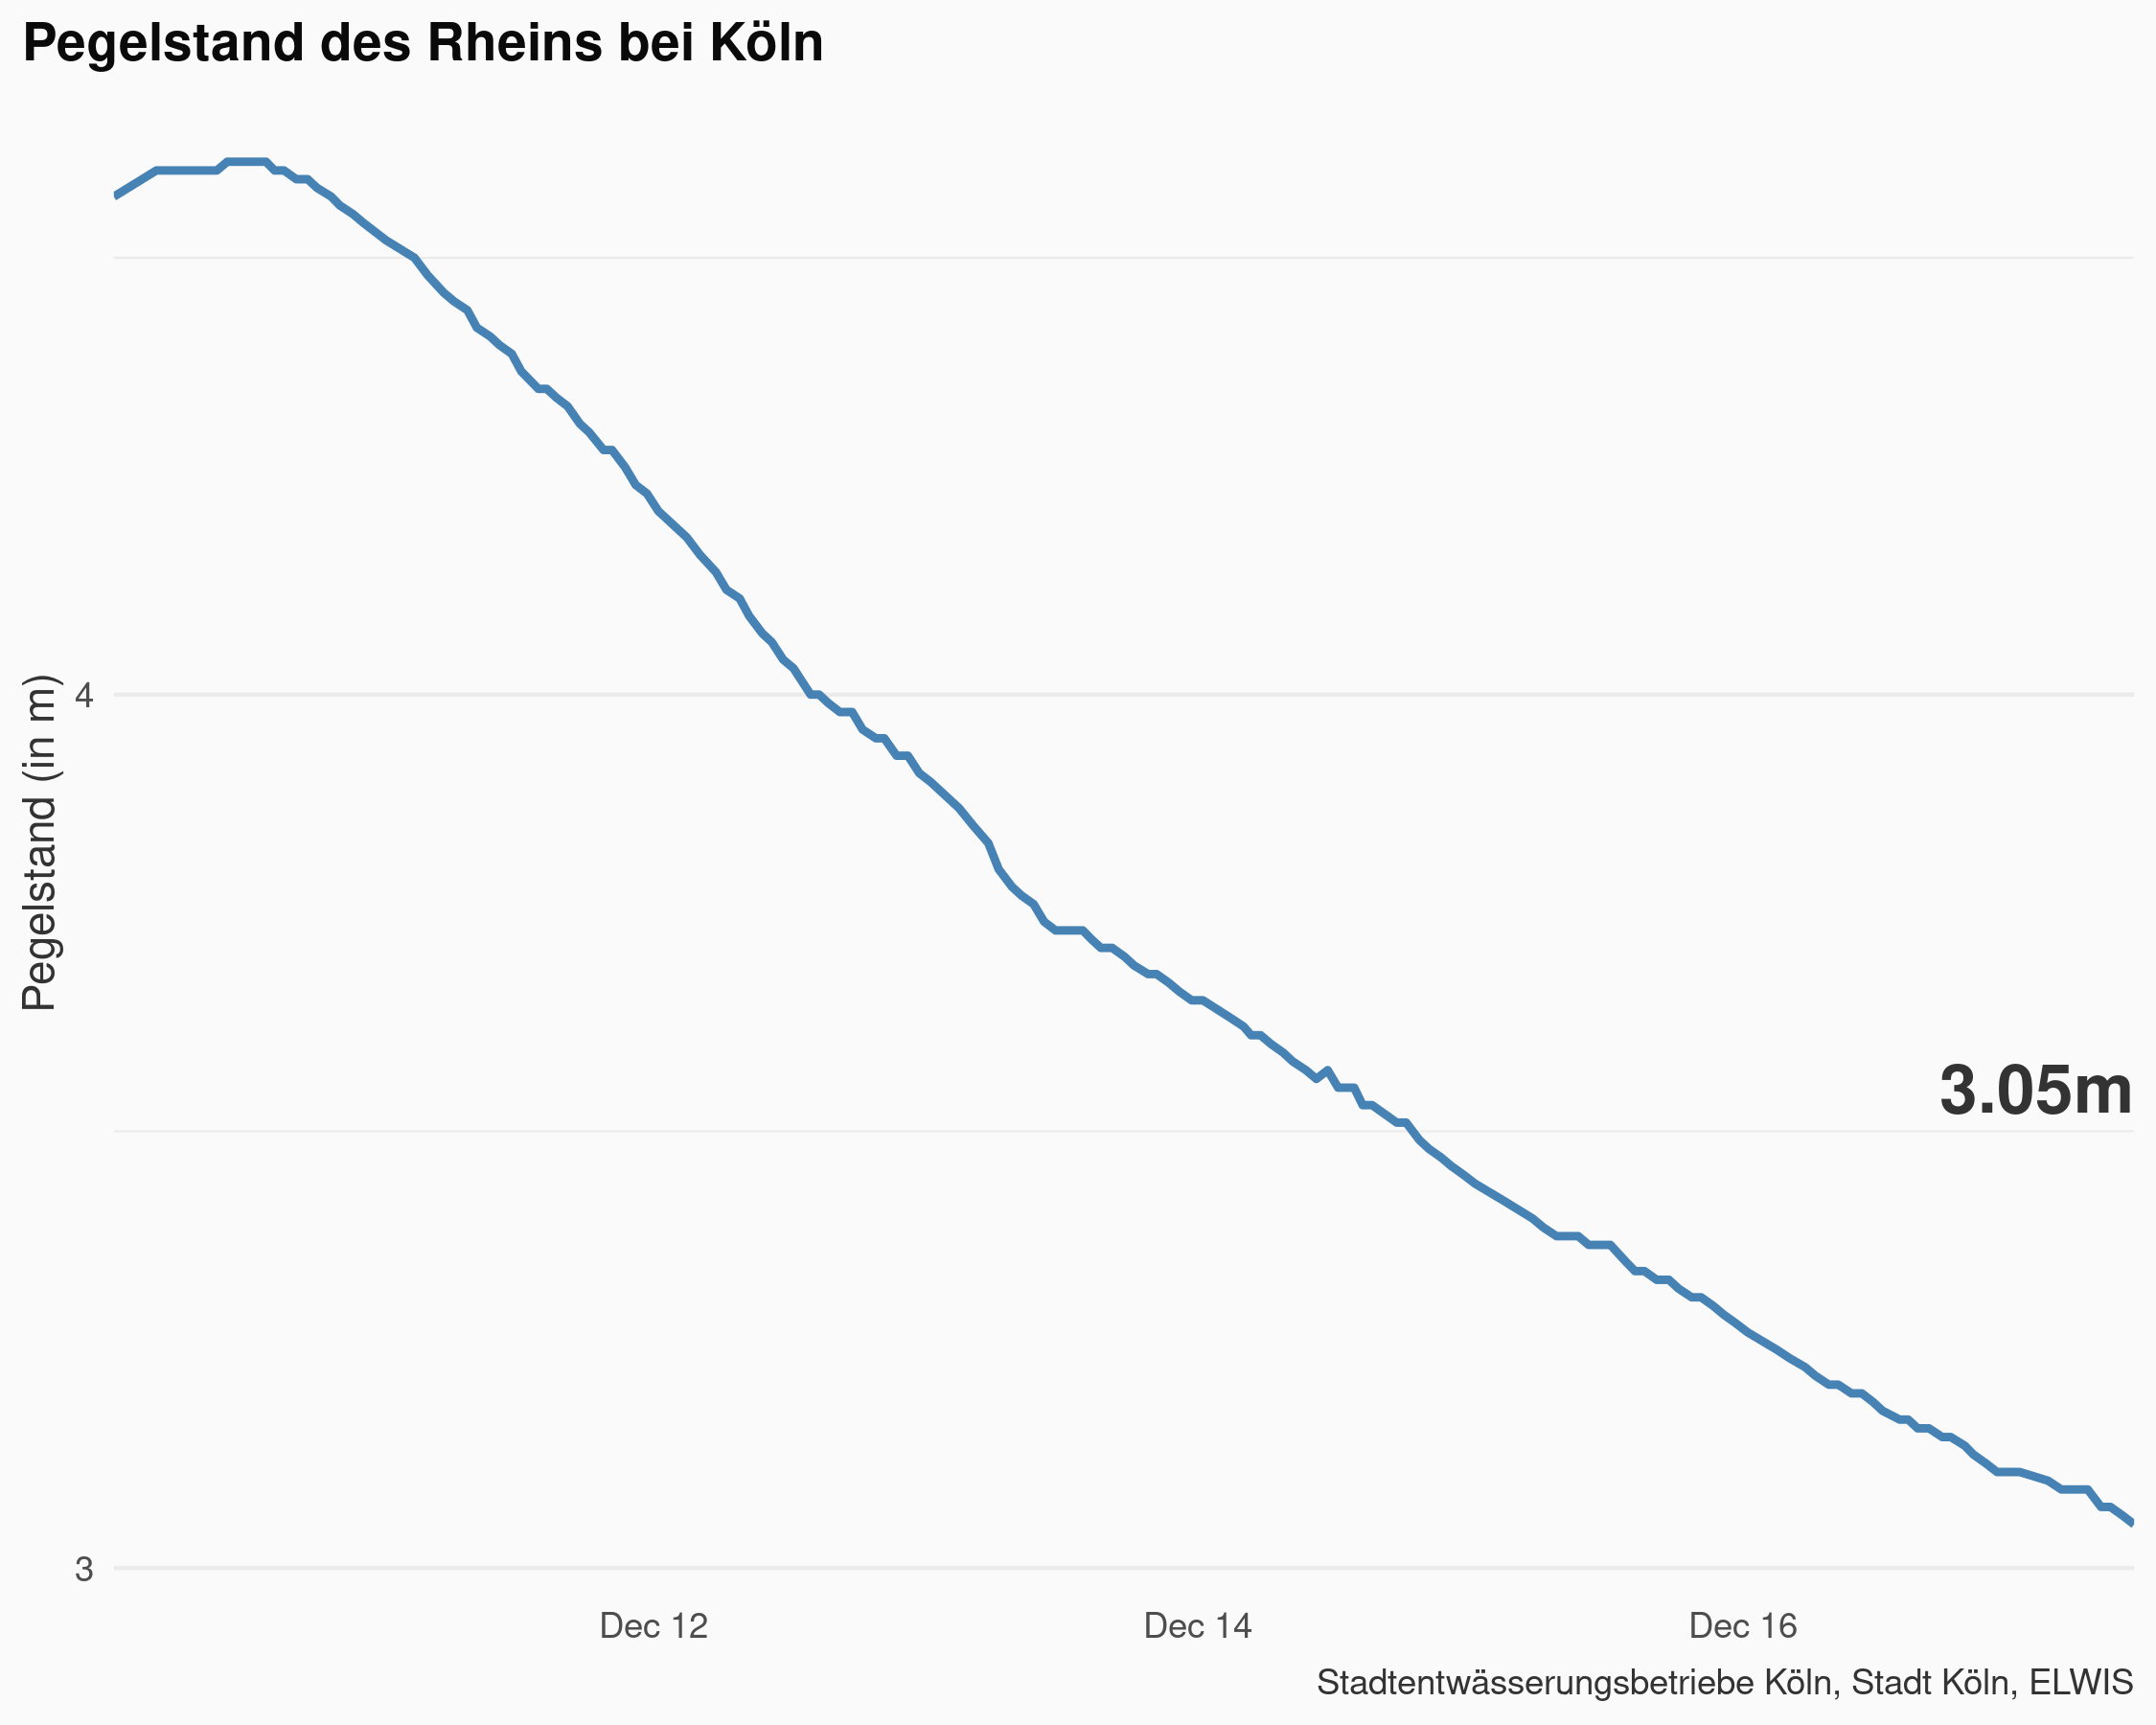 Pegelstand des Rheins bei Köln
Pegelstand (in m)
4
3
3.05m
Dec 12
Dec 14
Dec 16
Stadtentwässerungsbetriebe Köln, Stadt Köln, ELWIS